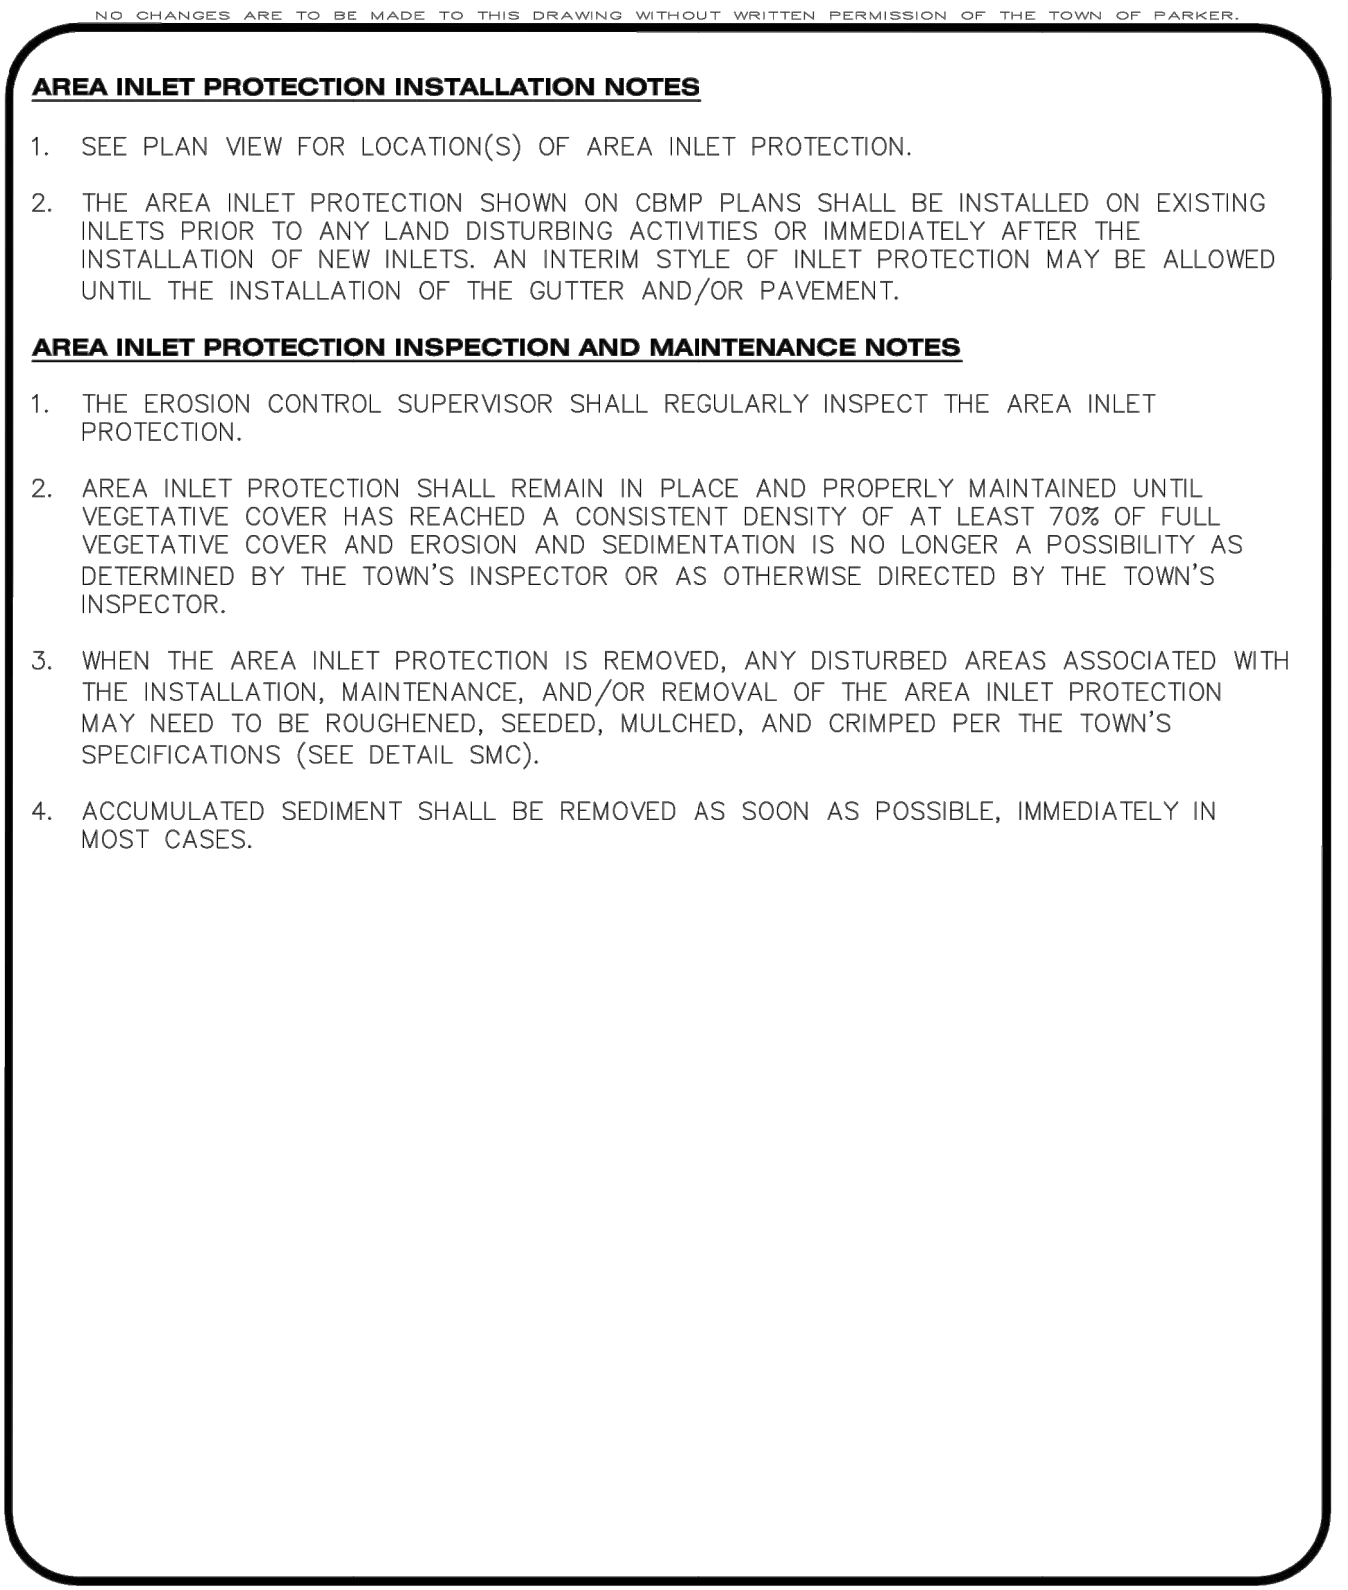 NO CHANGES ARE TO BE MADE TO THIS DRAWING WITHOUT WRITTEN PERMISSION OF THE TOWN OF PARKER.
AREA INLET PROTECTION INSTALLATION NOTES
1. SEE PLAN VIEW FOR LOCATION(S) OF AREA INLET PROTECTION.
2. THE AREA INLET PROTECTION SHOWN ON CBMP PLANS SHALL BE INSTALLED ON EXISTING
INLETS PRIOR TO ANY LAND DISTURBING ACTIVITIES OR IMMEDIATELY AFTER THE
INSTALLATION OF NEW INLETS. AN INTERIM STYLE OF INLET PROTECTION MAY BE ALLOWED
UNTIL THE INSTALLATION OF THE GUTTER AND/OR PAVEMENT.
AREA INLET PROTECTION INSPECTION AND MAINTENANCE NOTES
1. THE EROSION CONTROL SUPERVISOR SHALL REGULARLY INSPECT THE AREA INLET
PROTECTION.
2. AREA INLET PROTECTION SHALL REMAIN IN PLACE AND PROPERLY MAINTAINED UNTIL
VEGETATIVE COVER HAS REACHED A CONSISTENT DENSITY OF AT LEAST 70% OF FULL
VEGETATIVE COVER AND EROSION AND SEDIMENTATION IS NO LONGER A POSSIBILITY AS
DETERMINED BY THE TOWN'S INSPECTOR OR AS OTHERWISE DIRECTED BY THE TOWN'S
INSPECTOR.
3. WHEN THE AREA INLET PROTECTION IS REMOVED, ANY DISTURBED AREAS ASSOCIATED WITH
THE INSTALLATION, MAINTENANCE, AND/OR REMOVAL OF THE AREA INLET PROTECTION
MAY NEED TO BE ROUGHENED, SEEDED, MULCHED, AND CRIMPED PER THE TOWN'S
SPECIFICATIONS (SEE DETAIL SMC).
4. ACCUMULATED SEDIMENT SHALL BE REMOVED AS SOON AS POSSIBLE, IMMEDIATELY IN
MOST CASES.